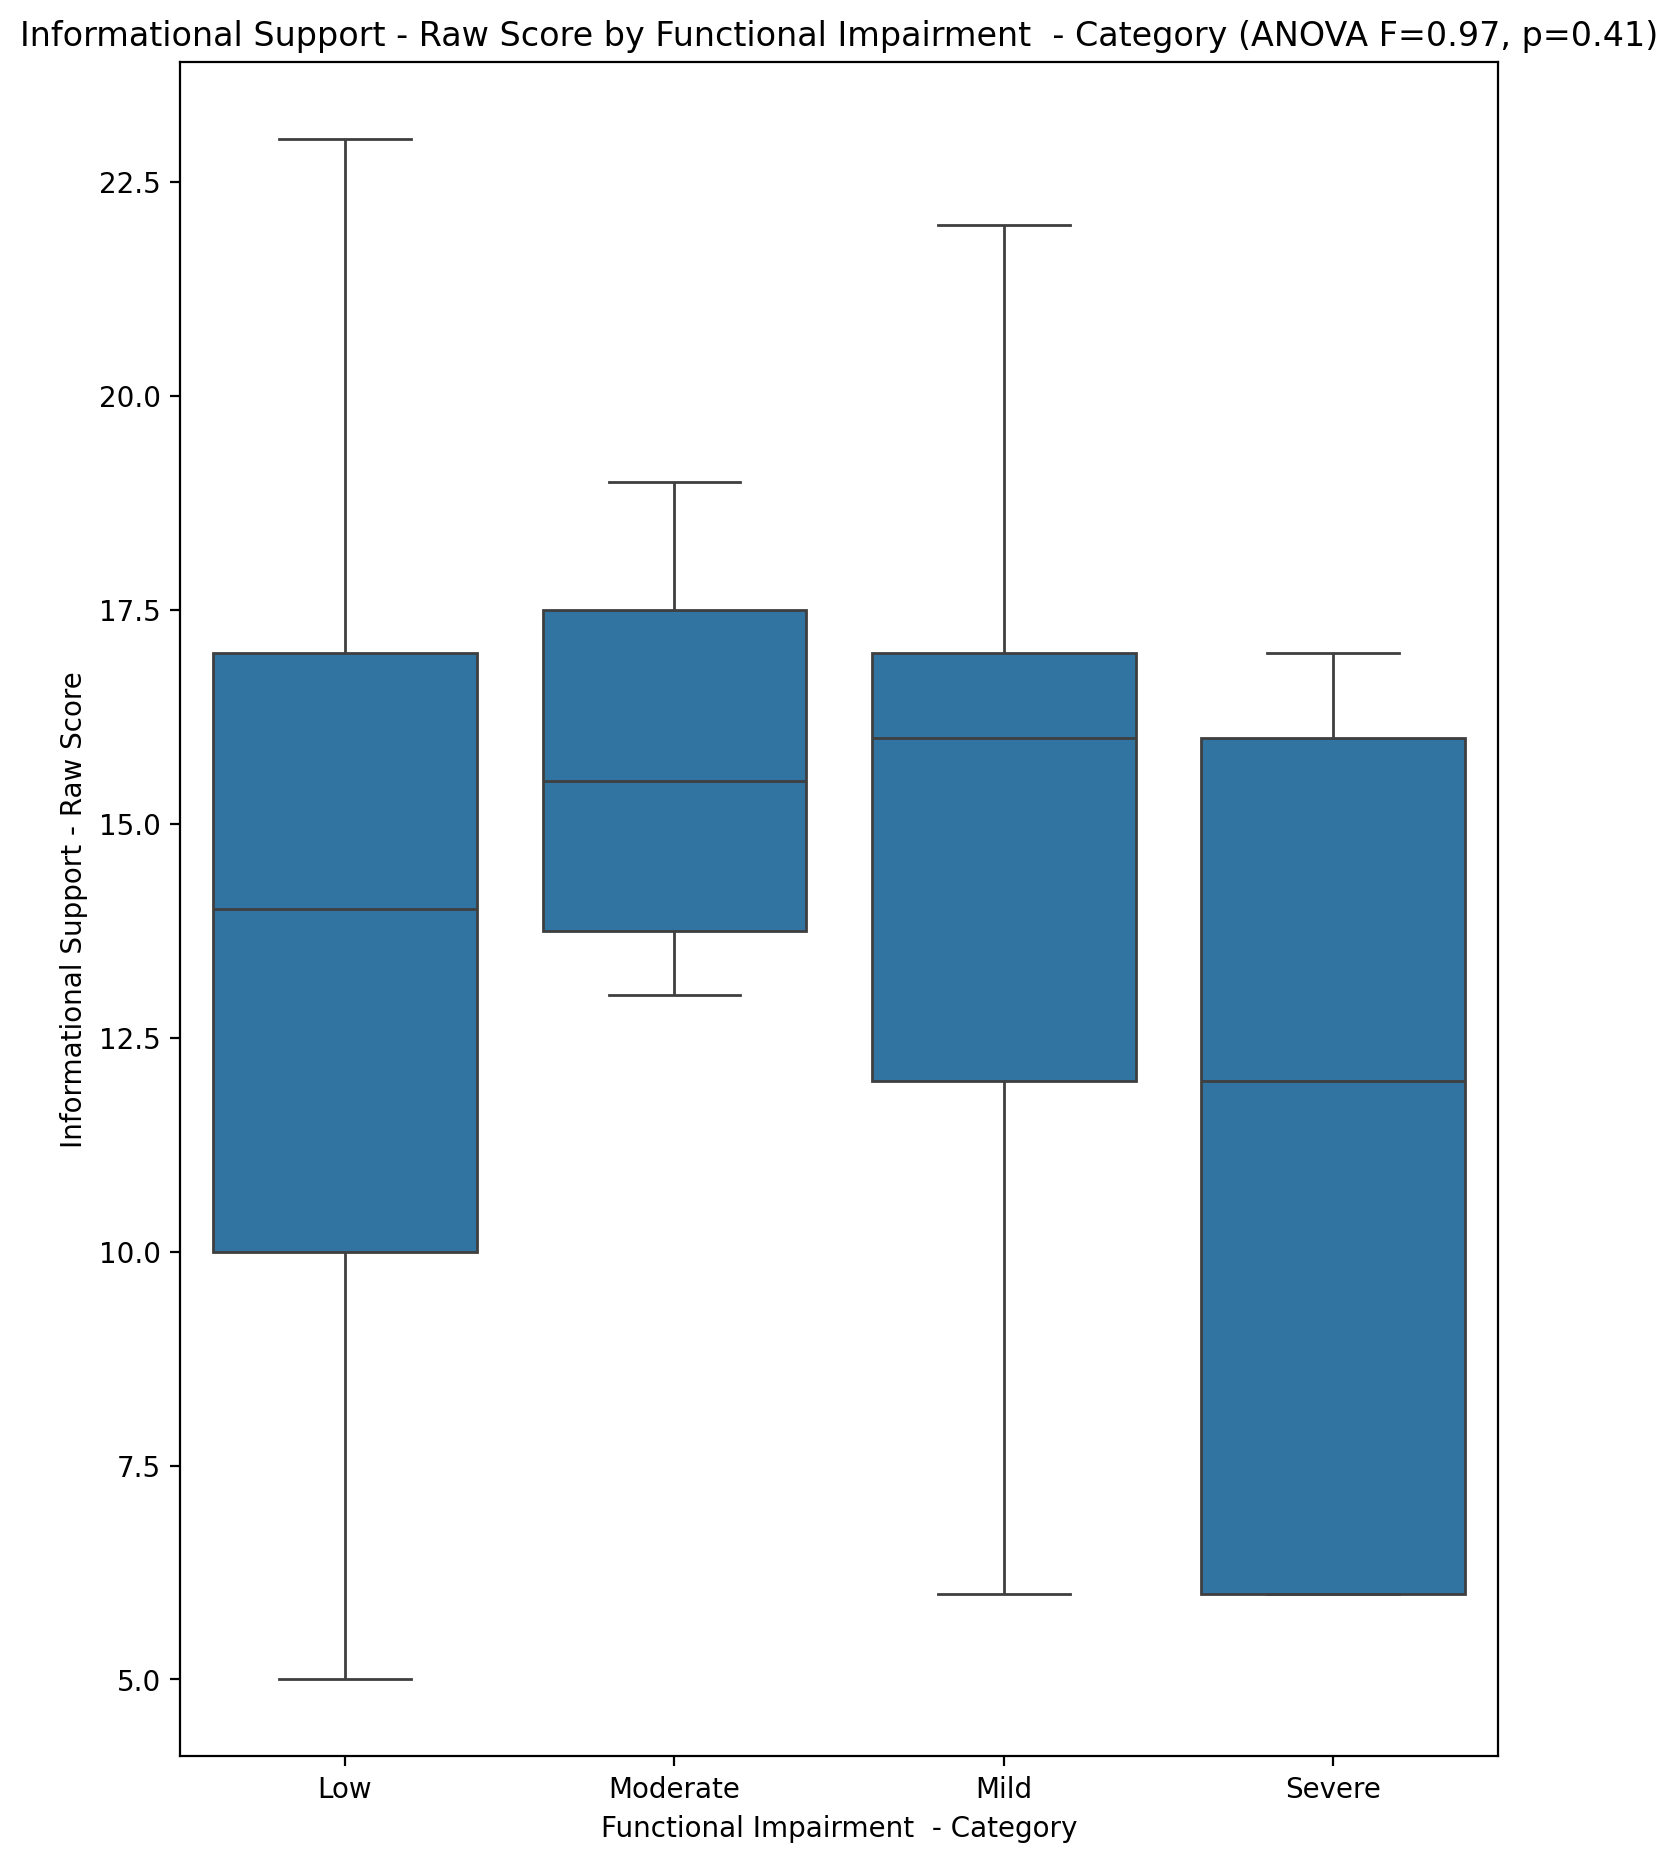 Informational Support - Raw Score by Functional Impairment  - Category (ANOVA F=0.97, p=0.41)
Informational Support - Raw Score
22.5
20.0
17.5
15.0
12.5
10.0
7.5
5.0
Low
Moderate
Mild
Severe
Functional Impairment  - Category